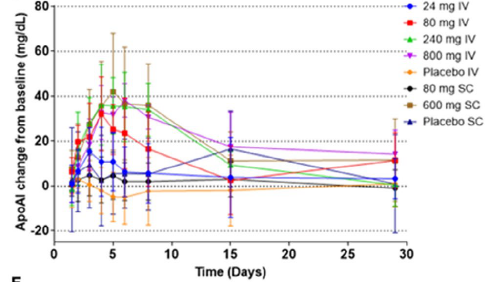 80
60
40
20
0
-20
0
5
10
15
20
25
30
ApoAI change from baseline (mg/dL)
Time (Days)
24 mg IV
80 mg IV
240 mg IV
800 mg IV
Placebo IV
80 mg SC
600 mg SC
Placebo SC